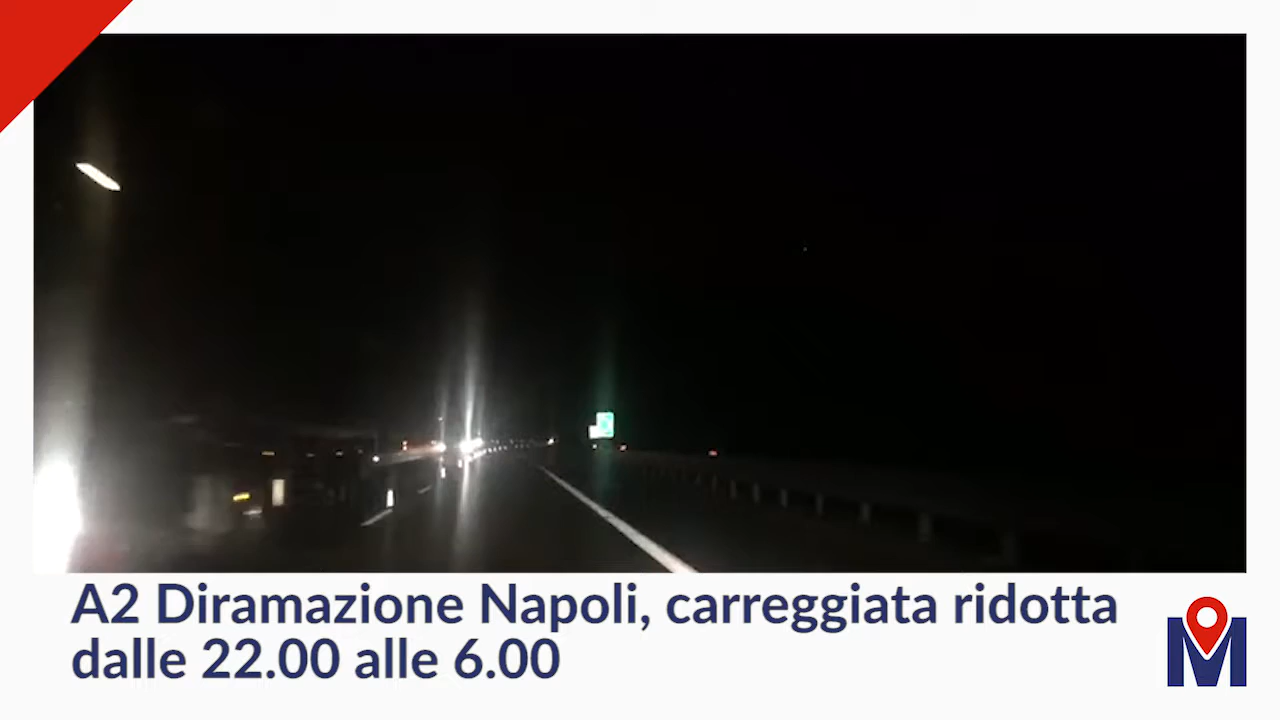 A2 Diramazione Napoli, carreggiata ridotta
dalle 22.00 alle 6.00
M